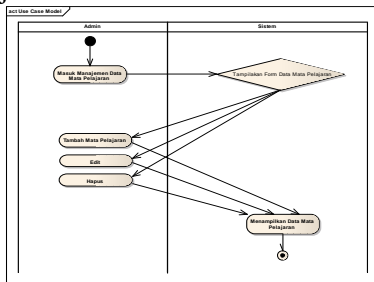 act Use Case Model
Admin
Sistem
Masuk Manajemen Data
Mata Pelajaran
Tampilakan Form Data Mata Pelajaran
Tambah Mata Pelajaran
Edit
Hapus
Menampilkan Data Mata
Pelajaran